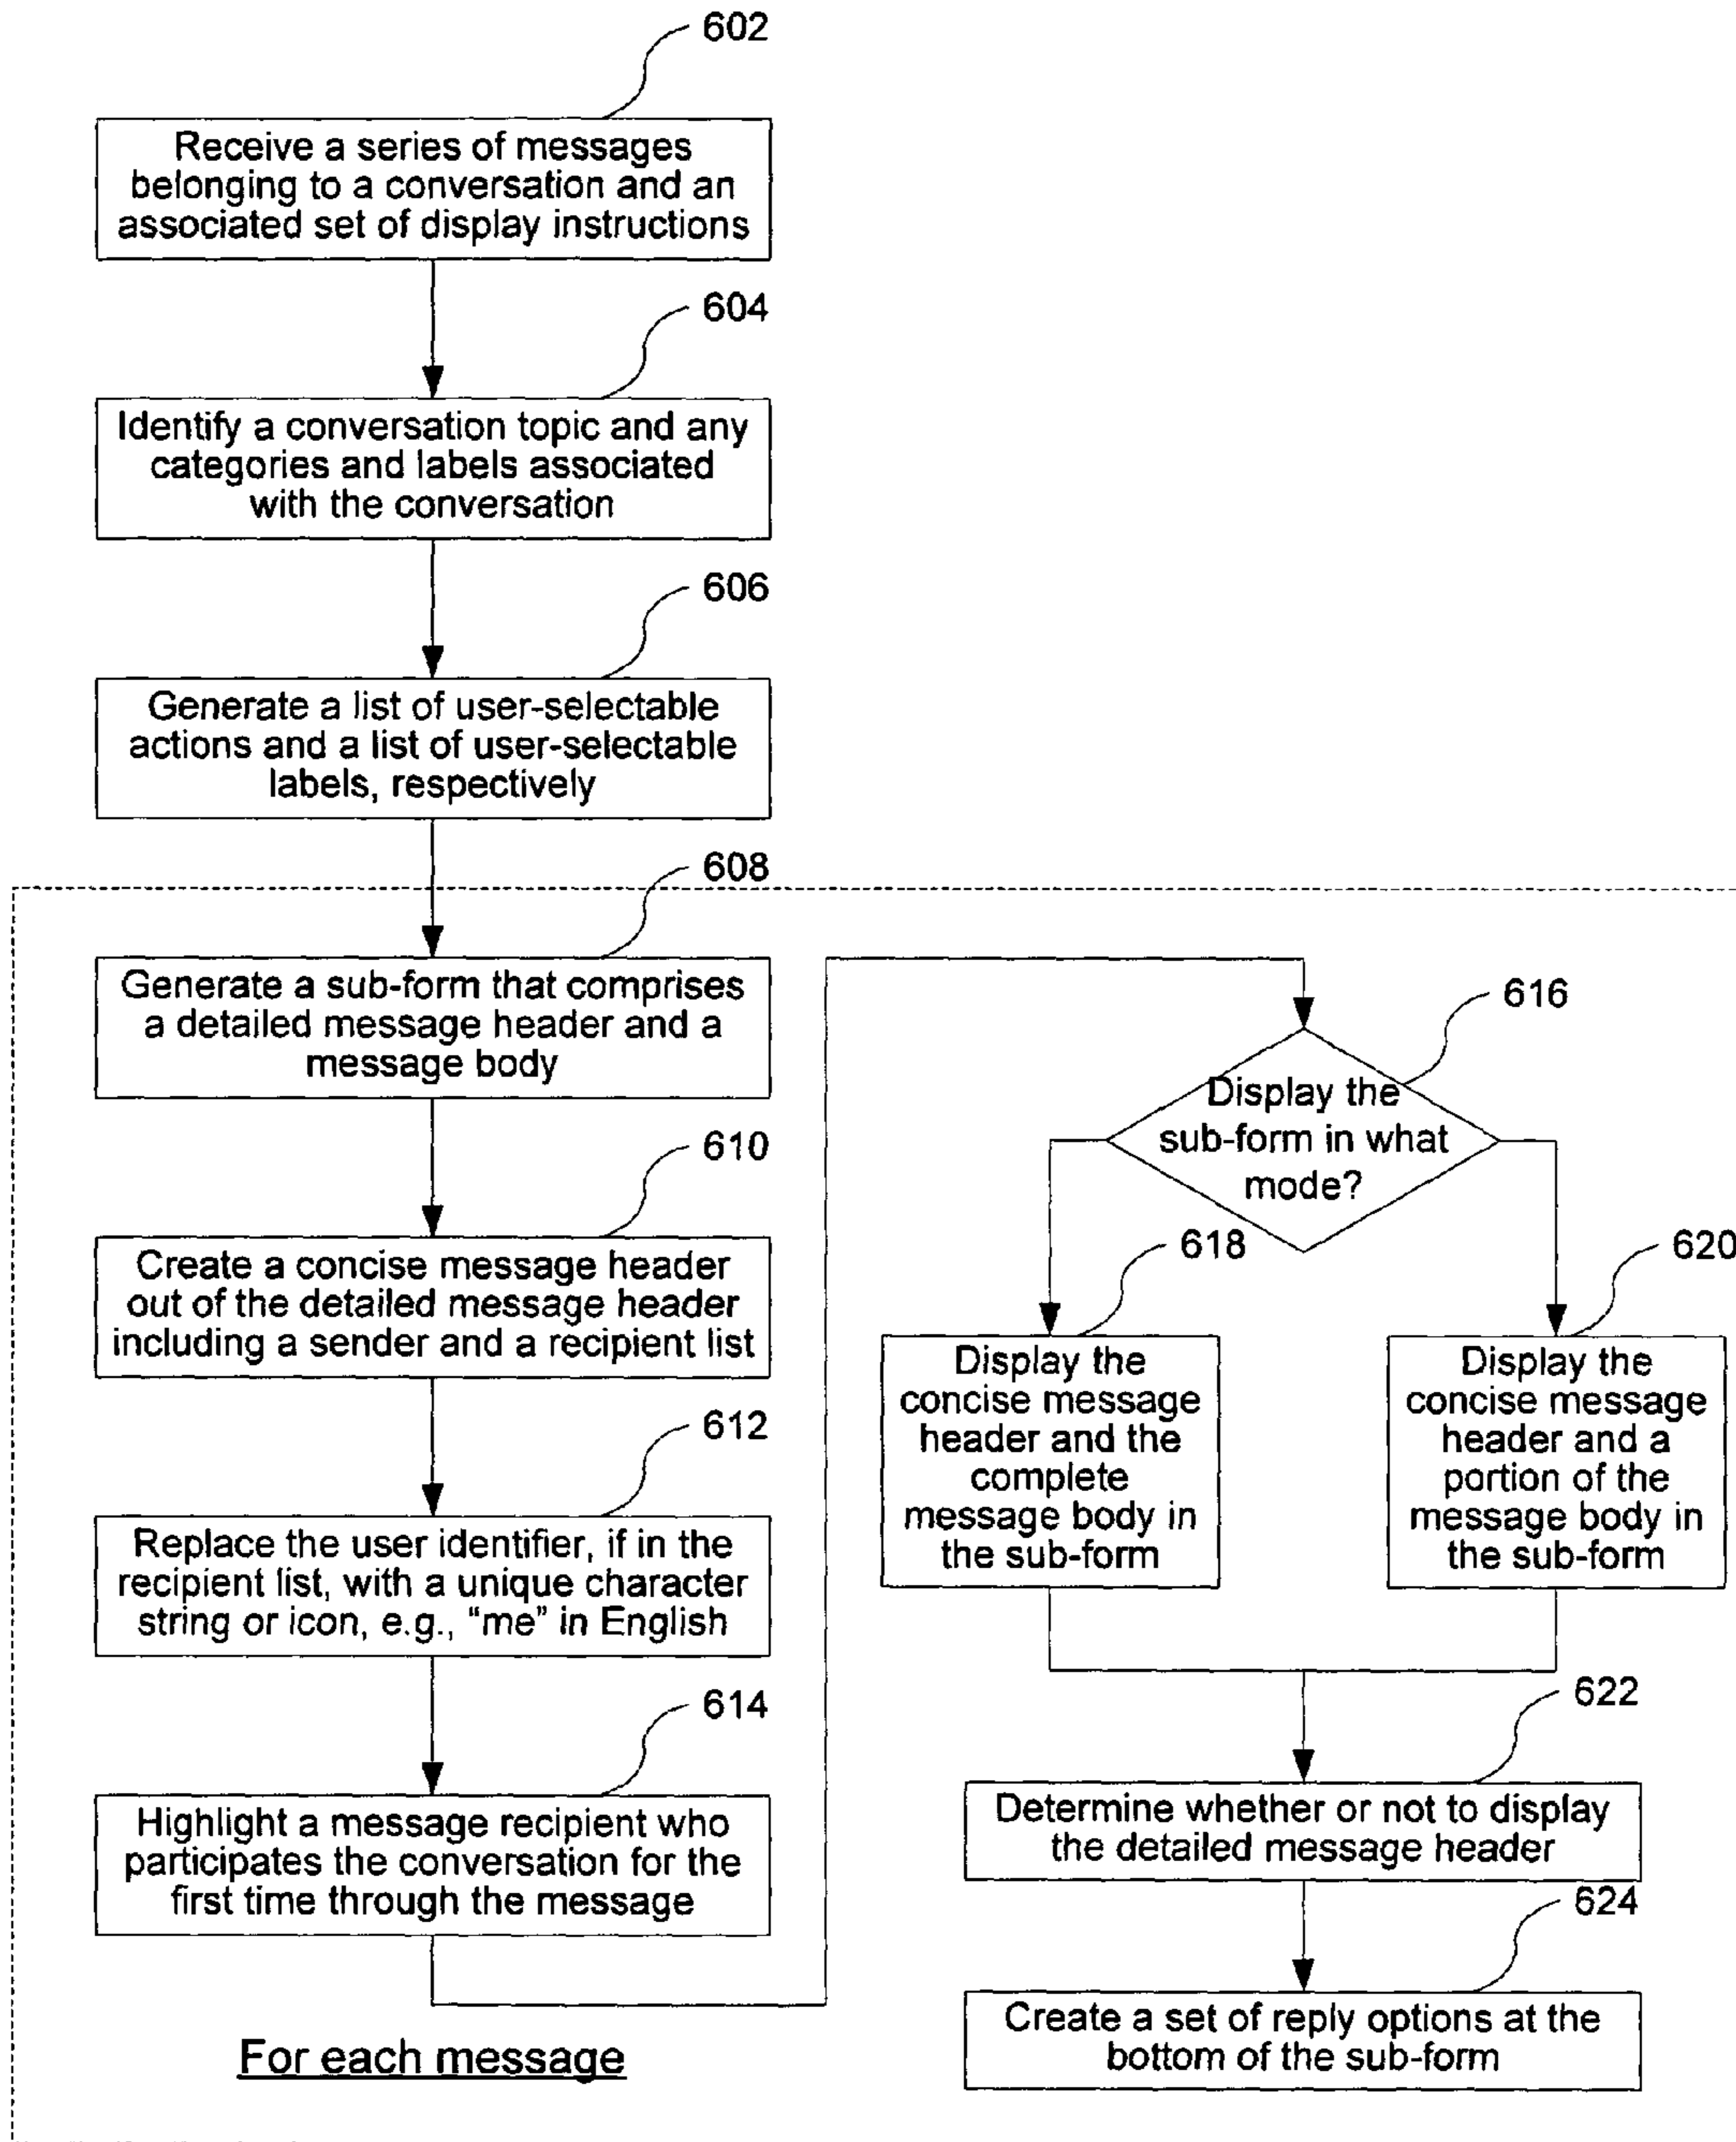 602
Receive a series of messages
belonging to a conversation and an
associated set of display instructions
604
Identify a conversation topic and any
categories and labels associated
with the conversation
606
Generate a list of user-selectable
actions and a list of user-selectable
labels, respectively
608
Generate a sub-form that comprises
a detailed message header and a
message body
610
Create a concise message header
out of the detailed message header
including a sender and a recipient list
612
Replace the user identifier, if in the
recipient list, with a unique character
string or icon, e.g., “me” in English
614
Highlight a message recipient who
participates the conversation for the
first time through the message
For each message
616
Display the
sub-form in what
mode?
618
Display the
concise message
header and the
complete
message body in
the sub-form
620
Display the
concise message
header and a
portion of the
message body in
the sub-form
622
Determine whether or not to display
the detailed message header
624
Create a set of reply options at the
bottom of the sub-form